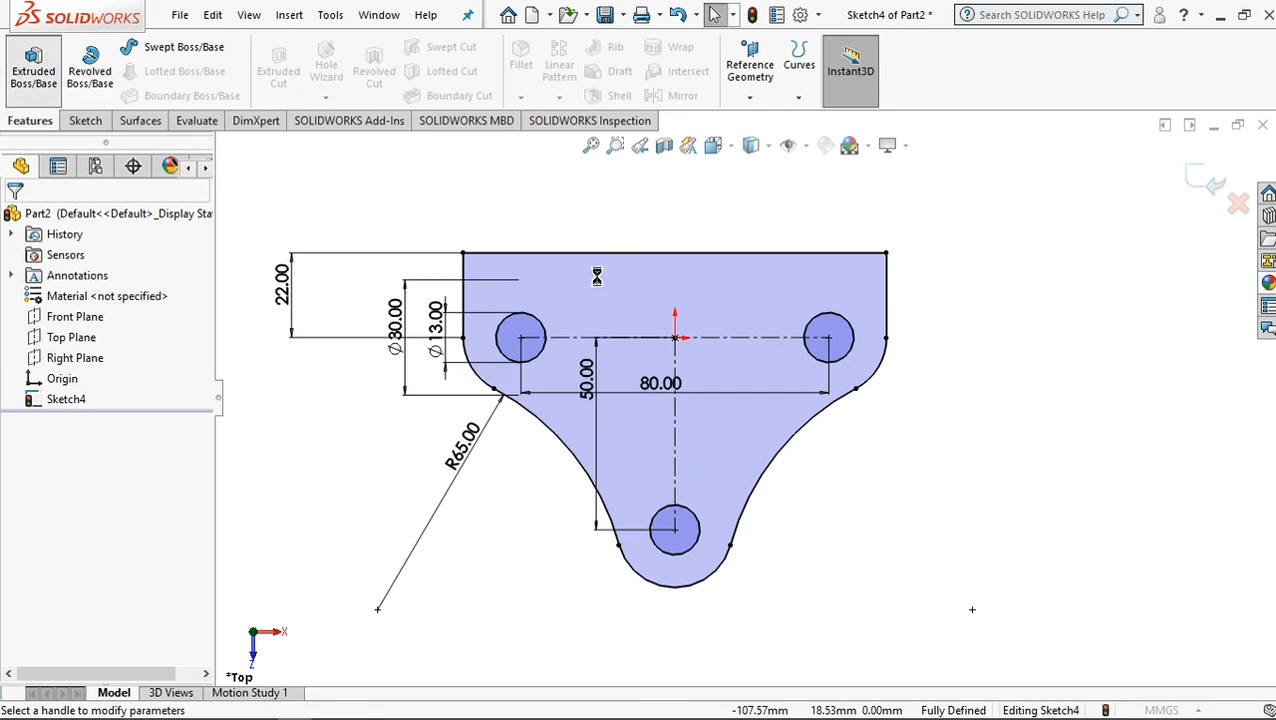 SOLIDWORKS File Edit View Insert Tools Window Help Sketch4 of Part2 * Search SOLIDWORKS Help ?
Extruded Boss/Base
Revolved Boss/Base
Swept Boss/Base
Lofted Boss/Base
Boundary Boss/Base
Extruded Cut
Hole Wizard
Revolved Cut
Swept Cut
Lofted Cut
Boundary Cut
Fillet
Linear Pattern
Rib
Draft
Shell
Wrap
Intersect
Mirror
Reference Geometry
Curves
Instant3D
Features Sketch Surfaces Evaluate DimXpert SOLIDWORKS Add-Ins SOLIDWORKS MBD SOLIDWORKS Inspection
Part2 (Default<<Default>_Display Sta
History
Sensors
Annotations
Material <not specified>
Front Plane
Top Plane
Right Plane
Origin
Sketch4
22.00
∅ 30.00
∅ 13.00
50.00
80.00
R65.00
X
Z
*Top
Model 3D Views Motion Study 1
Select a handle to modify parameters -107.57mm 18.53mm 0.00mm Fully Defined Editing Sketch4 MMGS